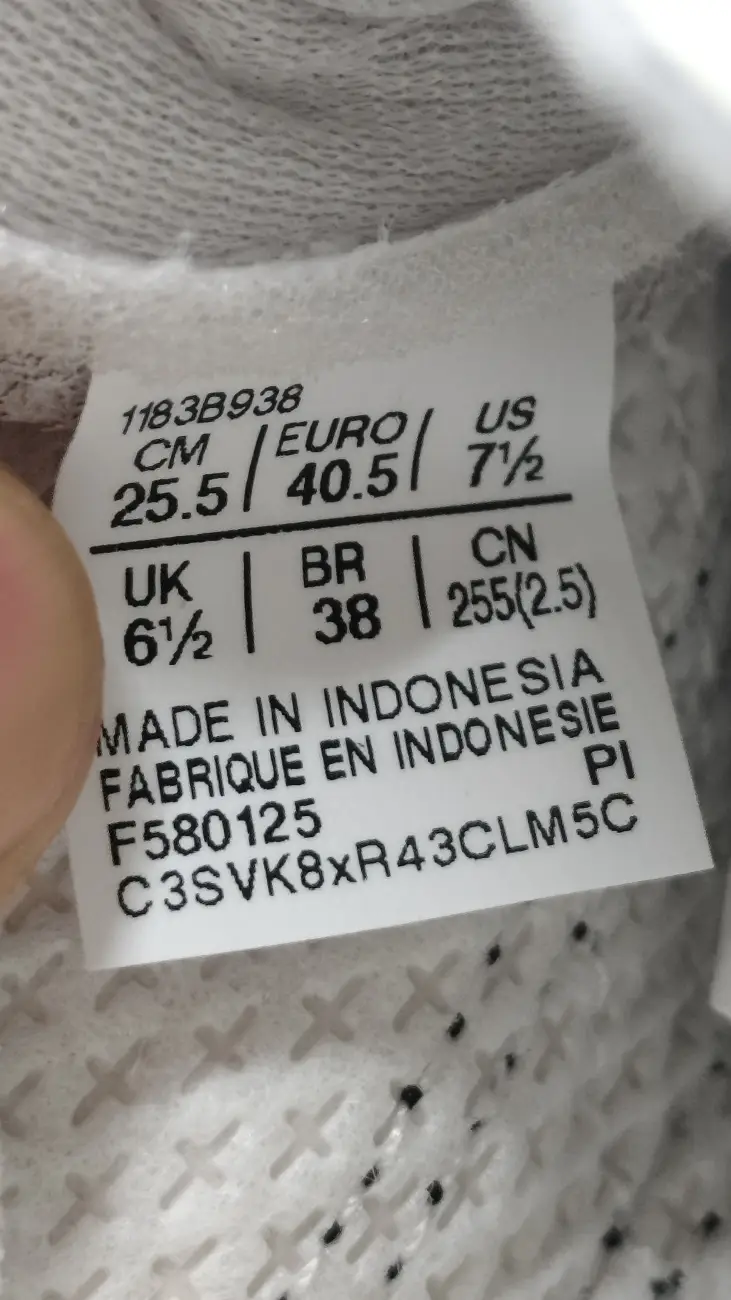 1183B938
CM / EURO / US
25.5 / 40.5 / 7½
UK | BR | CN
6½ | 38 | 255(2.5)
MADE IN INDONESIA
FABRIQUE EN INDONESIE
F580125 PI
C3SVK8xR43CLM5C